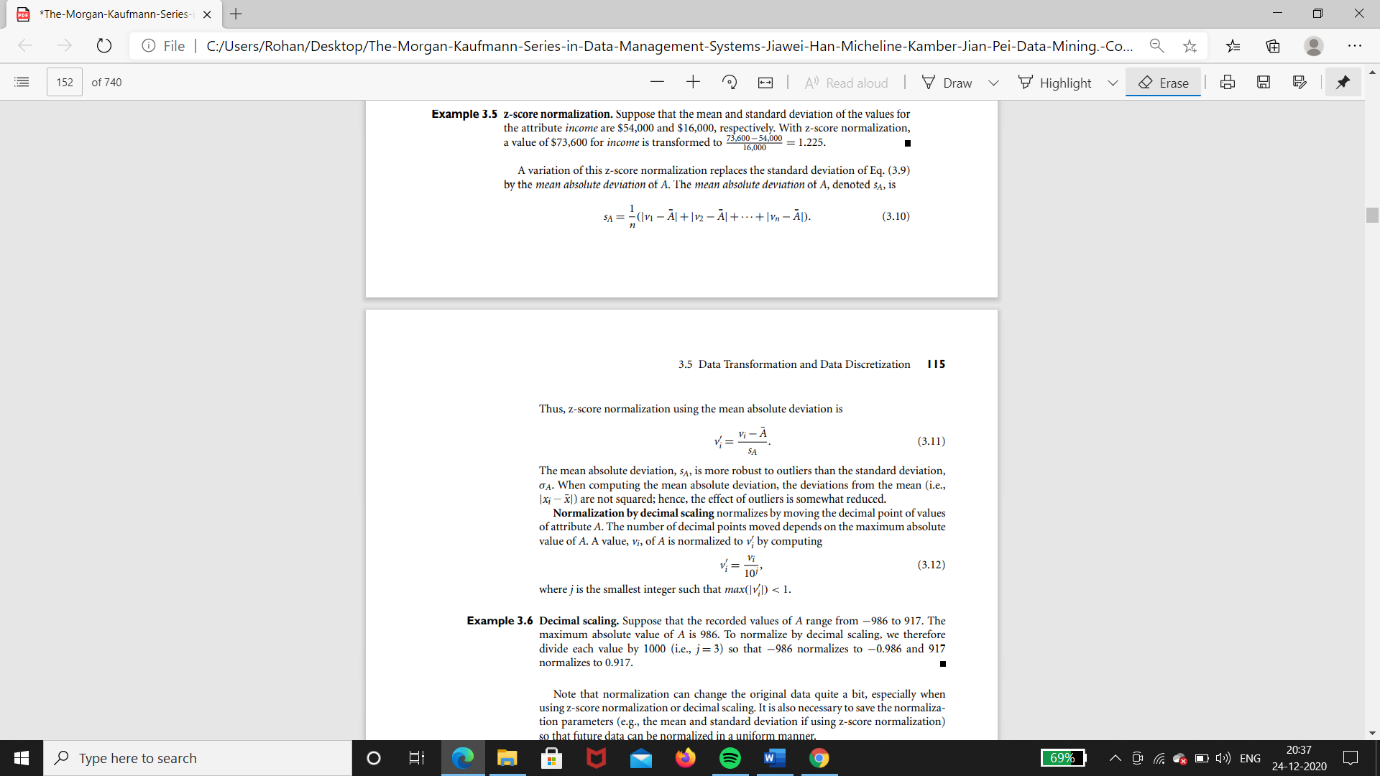 *The-Morgan-Kaufmann-Series-
File
C:/Users/Rohan/Desktop/The-Morgan-Kaufmann-Series-in-Data-Management-Systems-Jiawei-Han-Micheline-Kamber-Jian-Pei-Data-Mining.-Co...
152 of 740
Read aloud
Draw
Highlight
Erase
Example 3.5 z-score normalization. Suppose that the mean and standard deviation of the values for
the attribute income are $54,000 and $16,000, respectively. With z-score normalization,
a value of $73,600 for income is transformed to (73,600 − 54,000)/16,000 = 1.225. ■
A variation of this z-score normalization replaces the standard deviation of Eq. (3.9)
by the mean absolute deviation of A. The mean absolute deviation of A, denoted sA, is
sA = 1/n (|v1 − Ā| + |v2 − Ā| + ··· + |vn − Ā|). (3.10)
3.5 Data Transformation and Data Discretization 115
Thus, z-score normalization using the mean absolute deviation is
v′i = (vi − Ā)/sA. (3.11)
The mean absolute deviation, sA, is more robust to outliers than the standard deviation,
σA. When computing the mean absolute deviation, the deviations from the mean (i.e.,
|xi − x̄|) are not squared; hence, the effect of outliers is somewhat reduced.
Normalization by decimal scaling normalizes by moving the decimal point of values
of attribute A. The number of decimal points moved depends on the maximum absolute
value of A. A value, vi, of A is normalized to v′i by computing
v′i = vi/10^j, (3.12)
where j is the smallest integer such that max(|v′i|) < 1.
Example 3.6 Decimal scaling. Suppose that the recorded values of A range from −986 to 917. The
maximum absolute value of A is 986. To normalize by decimal scaling, we therefore
divide each value by 1000 (i.e., j = 3) so that −986 normalizes to −0.986 and 917
normalizes to 0.917. ■
Note that normalization can change the original data quite a bit, especially when
using z-score normalization or decimal scaling. It is also necessary to save the normaliza-
tion parameters (e.g., the mean and standard deviation if using z-score normalization)
so that future data can be normalized in a uniform manner.
Type here to search
69%
ENG
20:37
24-12-2020